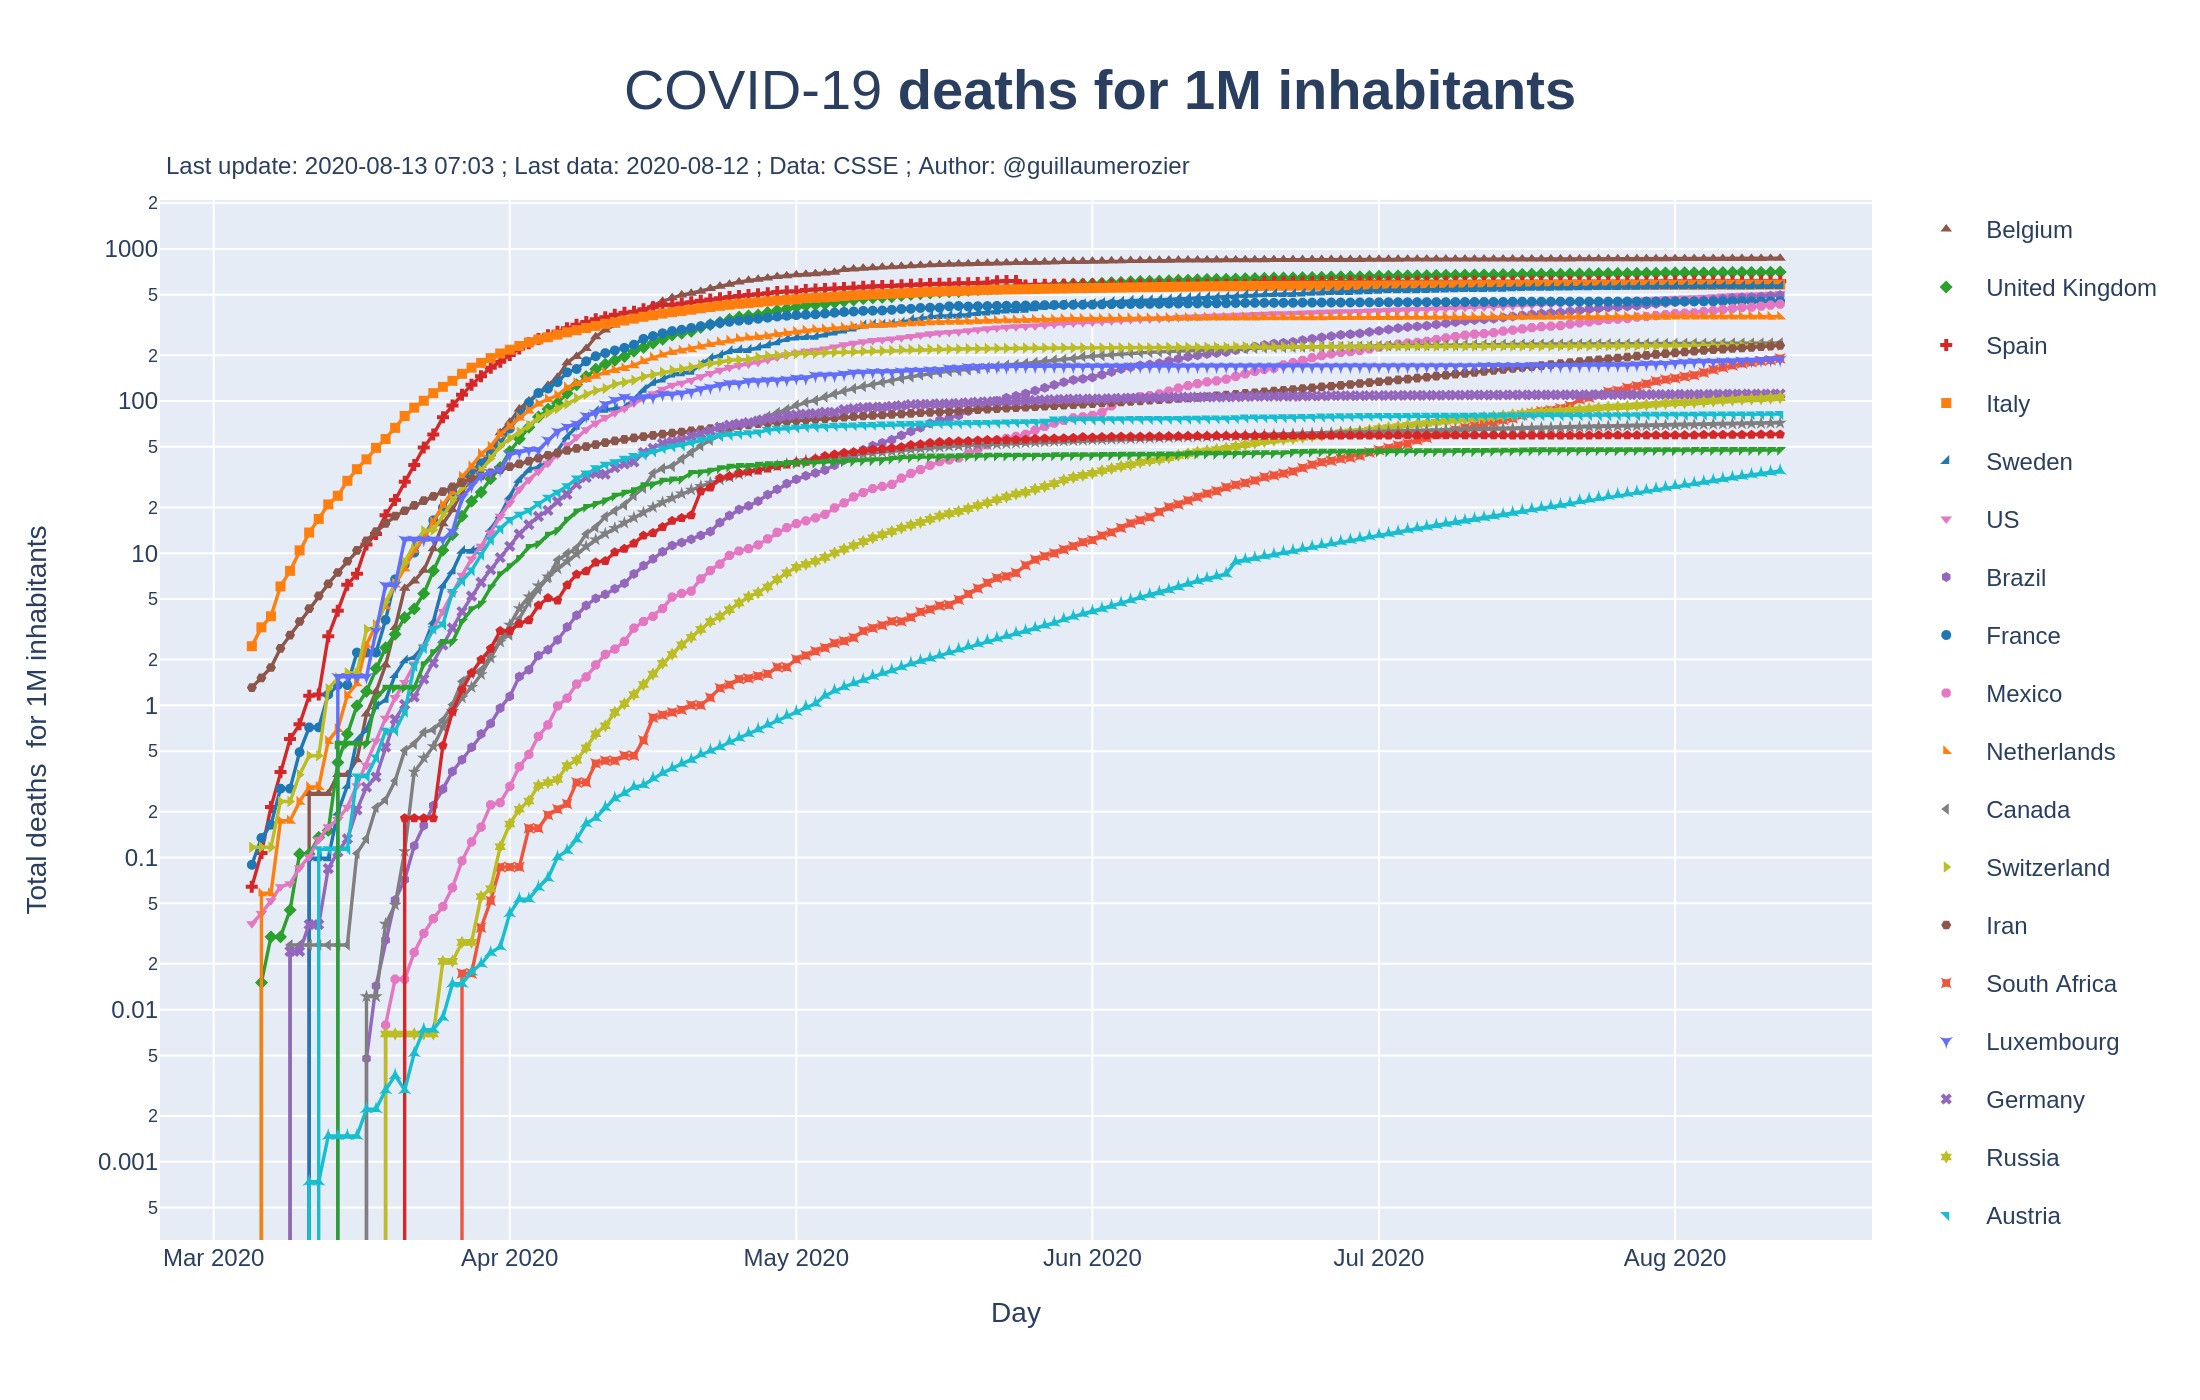 COVID-19 deaths for 1M inhabitants
Last update: 2020-08-13 07:03 ; Last data: 2020-08-12 ; Data: CSSE ; Author: @guillaumerozier
Total deaths for 1M inhabitants
2
1000
5
2
100
5
2
10
5
2
1
5
2
0.1
5
2
0.01
5
2
0.001
5
Mar 2020
Apr 2020
May 2020
Jun 2020
Jul 2020
Aug 2020
Day
Belgium
United Kingdom
Spain
Italy
Sweden
US
Brazil
France
Mexico
Netherlands
Canada
Switzerland
Iran
South Africa
Luxembourg
Germany
Russia
Austria